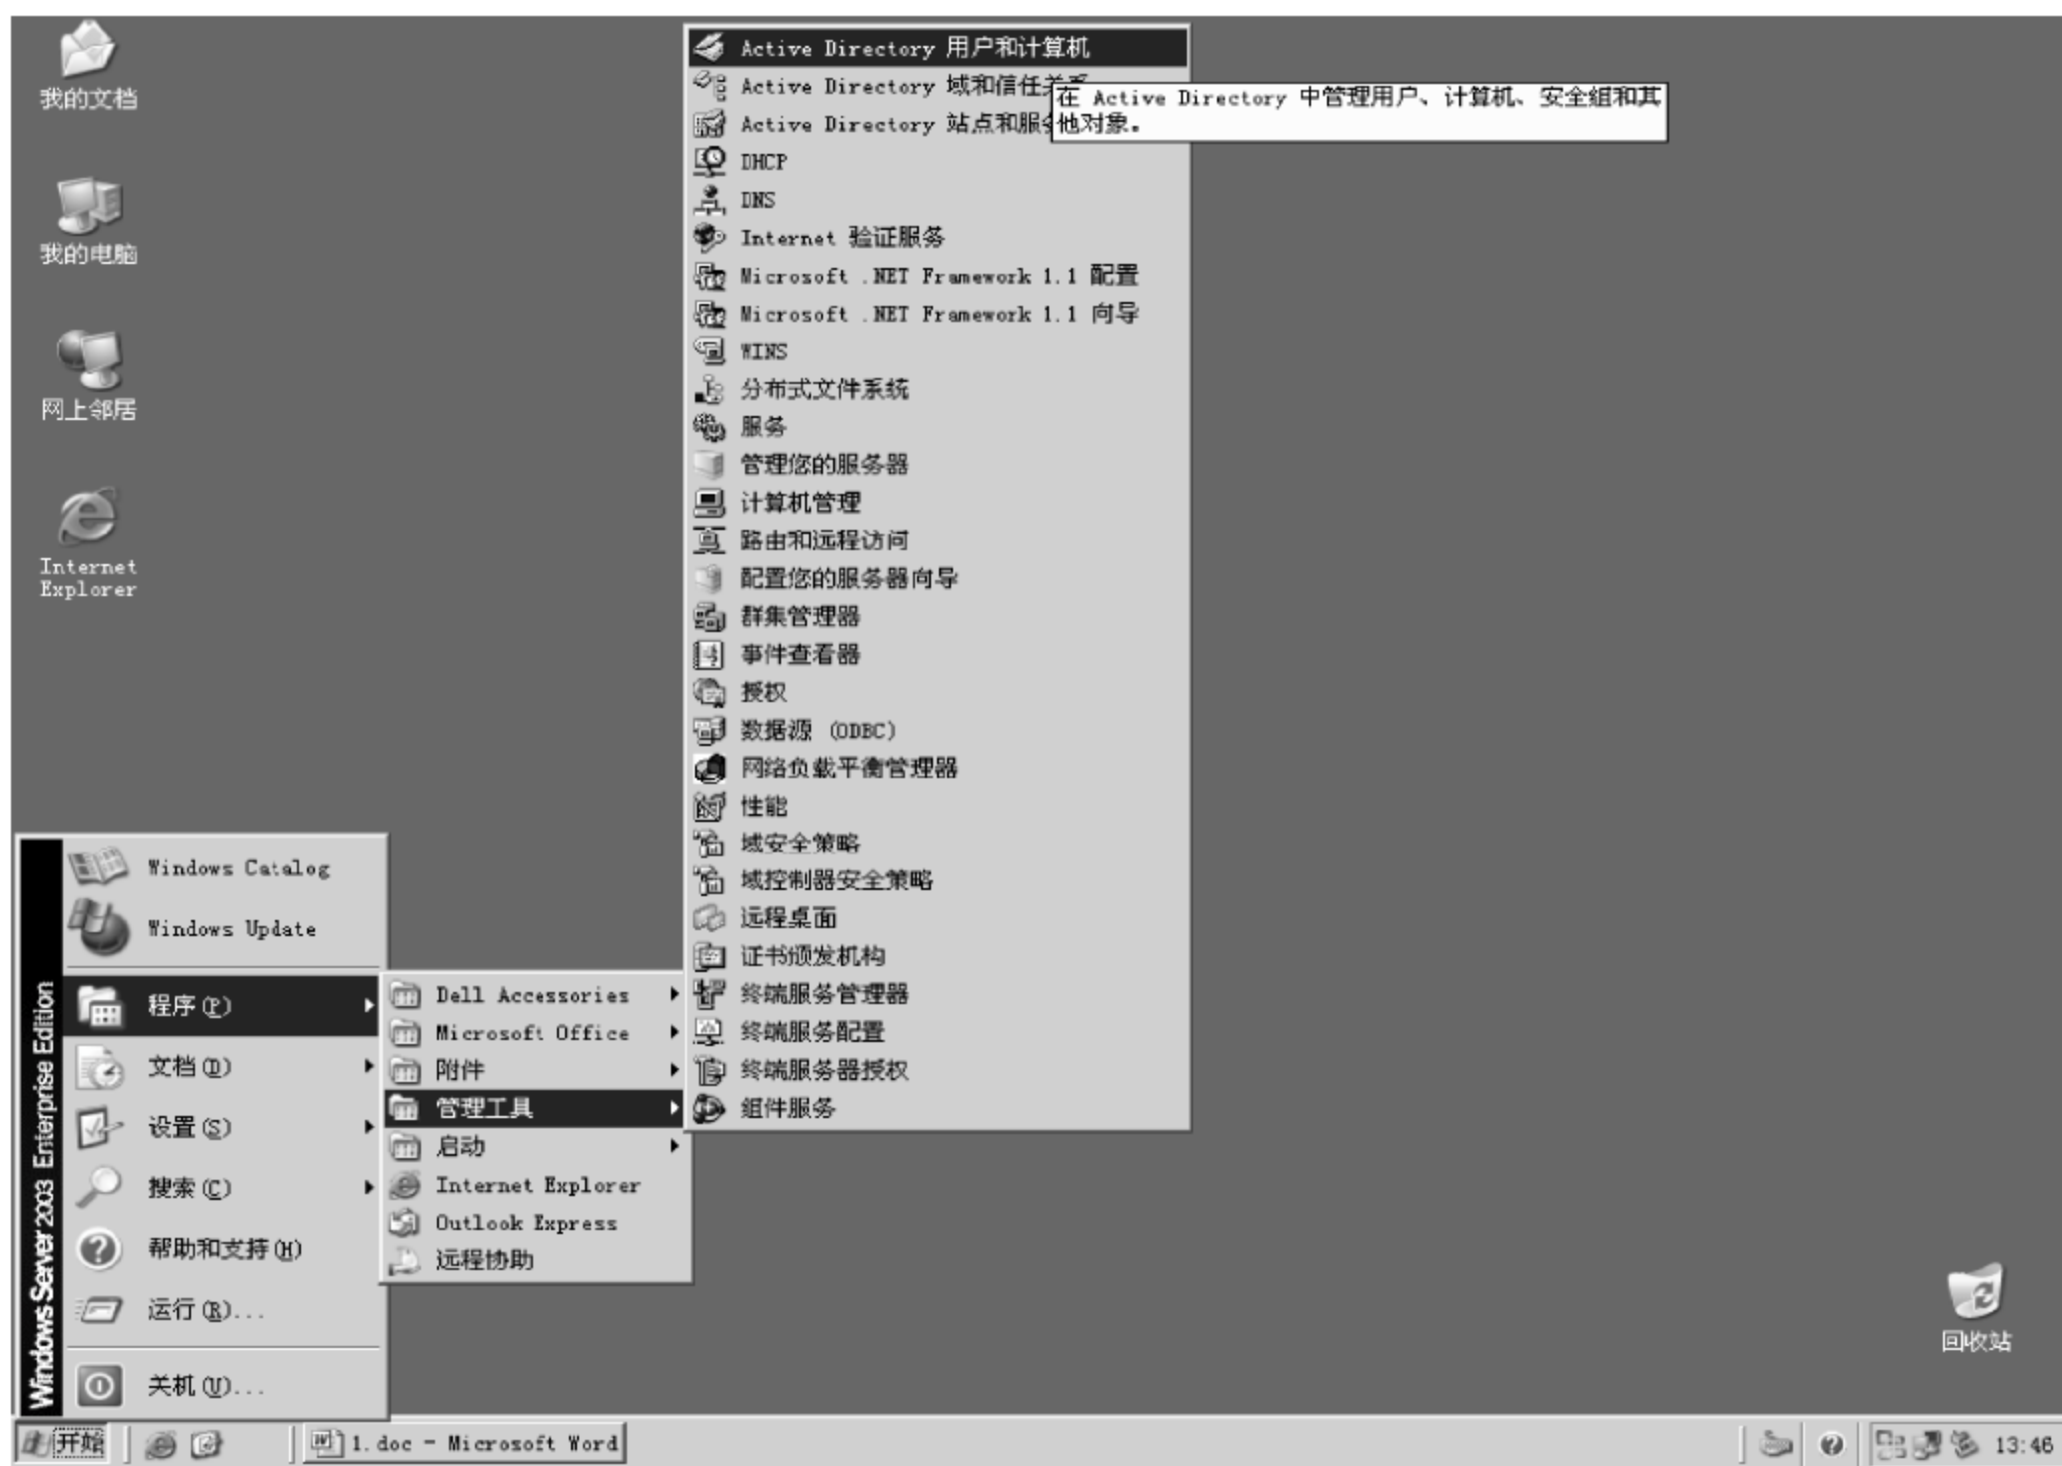 我的文档
我的电脑
网上邻居
Internet
Explorer
Active Directory 用户和计算机
Active Directory 域和信任关系
Active Directory 站点和服务
在 Active Directory 中管理用户、计算机、安全组和其
他对象。
DHCP
DNS
Internet 验证服务
Microsoft .NET Framework 1.1 配置
Microsoft .NET Framework 1.1 向导
WINS
分布式文件系统
服务
管理您的服务器
计算机管理
路由和远程访问
配置您的服务器向导
群集管理器
事件查看器
授权
数据源 (ODBC)
网络负载平衡管理器
性能
域安全策略
域控制器安全策略
远程桌面
证书颁发机构
终端服务管理器
终端服务配置
终端服务器授权
组件服务
Windows Catalog
Windows Update
程序(P)
文档(D)
设置(S)
搜索(C)
帮助和支持(H)
运行(R)...
关机(U)...
Windows Server 2003 Enterprise Edition
Dell Accessories
Microsoft Office
附件
管理工具
启动
Internet Explorer
Outlook Express
远程协助
回收站
开始
1.doc - Microsoft Word
13:46